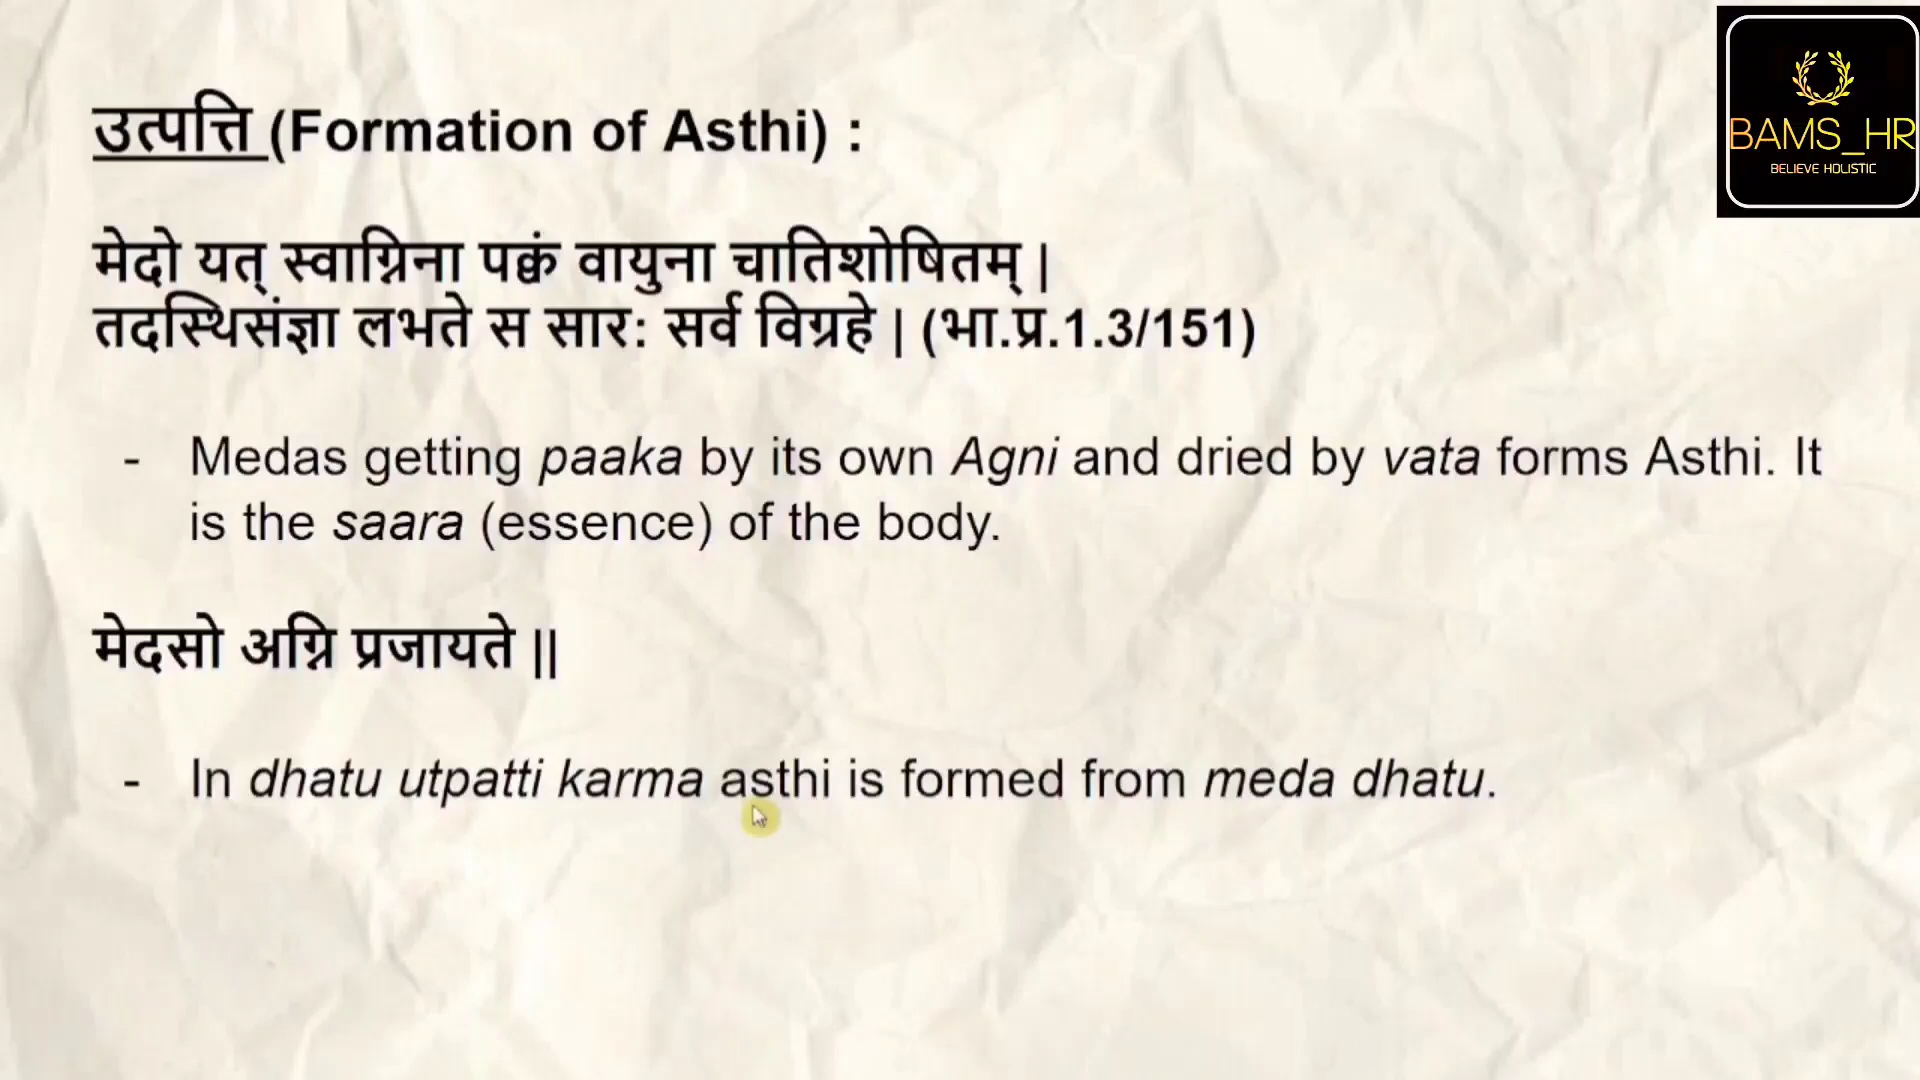 BAMS_HR
BELIEVE HOLISTIC
उत्पत्ति (Formation of Asthi) :
मेदो यत् स्वाग्निना पक्वं वायुना चातिशोषितम् |
तदस्थिसंज्ञा लभते स सार: सर्व विग्रहे | (भा.प्र.1.3/151)
- Medas getting paaka by its own Agni and dried by vata forms Asthi. It
is the saara (essence) of the body.
मेदसो अग्नि प्रजायते ||
- In dhatu utpatti karma asthi is formed from meda dhatu.